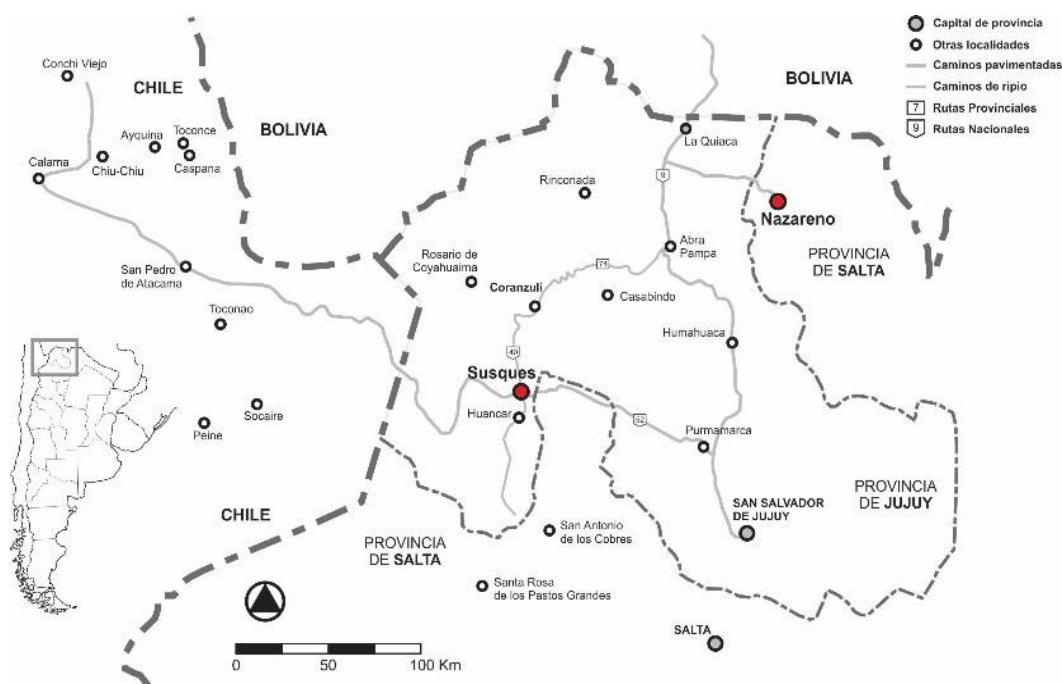 Capital de provincia
Otras localidades
Caminos pavimentadas
Caminos de ripio
7
Rutas Provinciales
9
Rutas Nacionales
Conchi Viejo
CHILE
BOLIVIA
BOLIVIA
Ayquina
Toconce
Calama
Chiu-Chiu
Caspana
La Quiaca
Rinconada
9
Nazareno
PROVINCIA
DE SALTA
San Pedro
de Atacama
Rosario de
Coyahuaima
Abra
Pampa
74
Coranzuli
Casabindo
Toconao
Humahuaca
40
Susques
Huancar
52
Socaire
Peine
Purmamarca
PROVINCIA
DE JUJUY
SAN SALVADOR
DE JUJUY
CHILE
PROVINCIA
DE SALTA
San Antonio
de los Cobres
Santa Rosa
de los Pastos Grandes
SALTA
0
50
100 Km